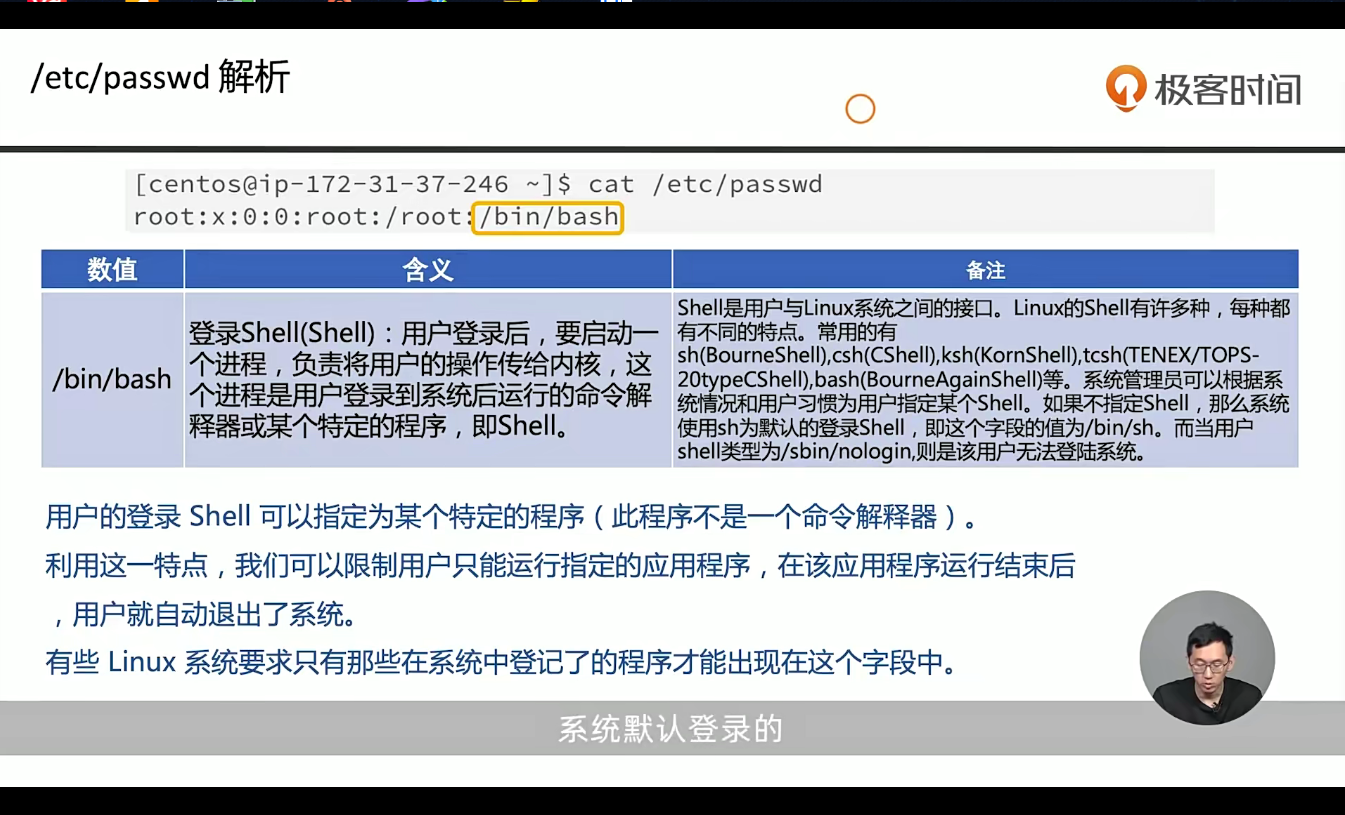 /etc/passwd 解析
极客时间
[centos@ip-172-31-37-246 ~]$ cat /etc/passwd
root:x:0:0:root:/root:/bin/bash
数值
含义
备注
/bin/bash
登录Shell(Shell)：用户登录后，要启动一
个进程，负责将用户的操作传给内核，这
个进程是用户登录到系统后运行的命令解
释器或某个特定的程序，即Shell。
Shell是用户与Linux系统之间的接口。Linux的Shell有许多种，每种都
有不同的特点。常用的有
sh(BourneShell),csh(CShell),ksh(KornShell),tcsh(TENEX/TOPS-
20typeCShell),bash(BourneAgainShell)等。系统管理员可以根据系
统情况和用户习惯为用户指定某个Shell。如果不指定Shell，那么系统
使用sh为默认的登录Shell，即这个字段的值为/bin/sh。而当用户
shell类型为/sbin/nologin,则是该用户无法登陆系统。
用户的登录 Shell 可以指定为某个特定的程序（此程序不是一个命令解释器）。
利用这一特点，我们可以限制用户只能运行指定的应用程序，在该应用程序运行结束后
，用户就自动退出了系统。
有些 Linux 系统要求只有那些在系统中登记了的程序才能出现在这个字段中。
系统默认登录的